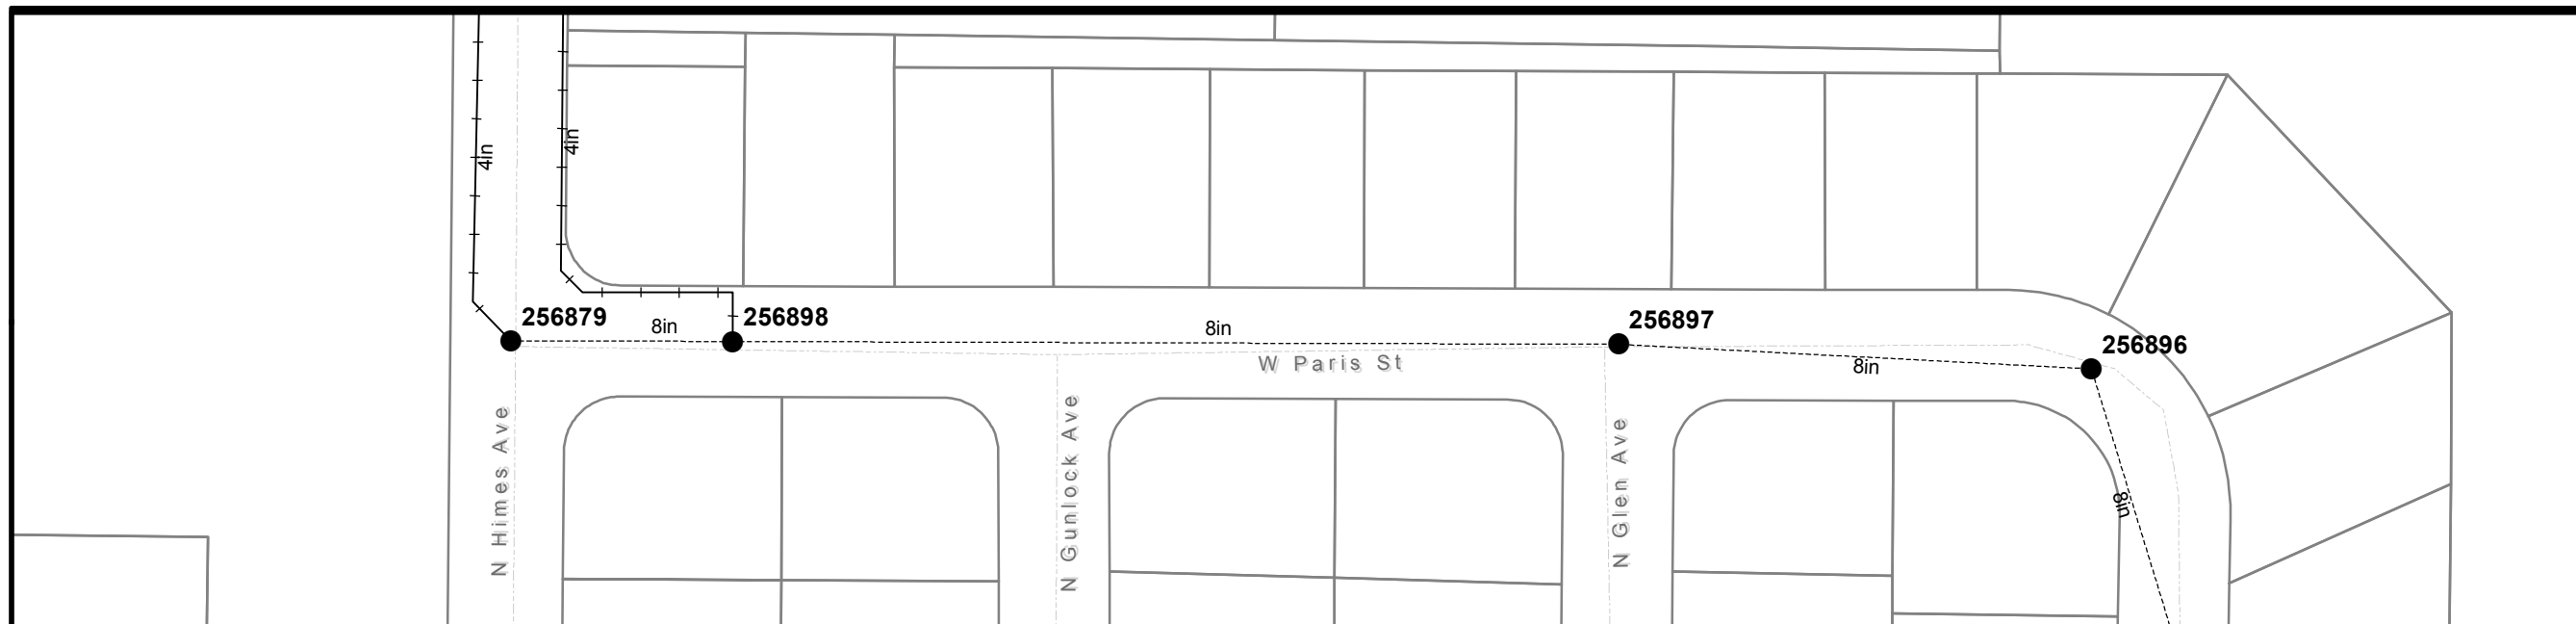 4in
4in
256879
8in
256898
8in
256897
8in
256896
W Paris St
N Himes Ave
N Gunlock Ave
N Glen Ave
8in